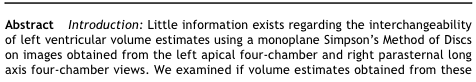 Abstract Introduction: Little information exists regarding the interchangeability
of left ventricular volume estimates using a monoplane Simpson's Method of Discs
on images obtained from the left apical four-chamber and right parasternal long
axis four-chamber views. We examined if volume estimates obtained from these